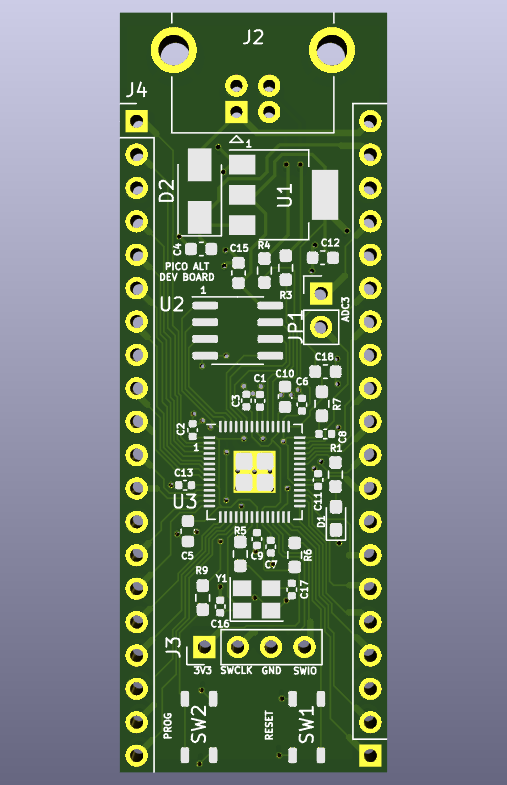 J2
J4
1
D2
U1
C4
C15
R4
C12
PICO ALT
DEV BOARD
R3
1
U2
JP1
ADC3
C18
C1
C10
C6
C3
R7
C2
C8
1
R1
C13
C11
U3
D1
C5
R5
C9
C7
R6
R9
Y1
C17
C16
J3
3V3
SWCLK
GND
SWIO
PROG
SW2
RESET
SW1